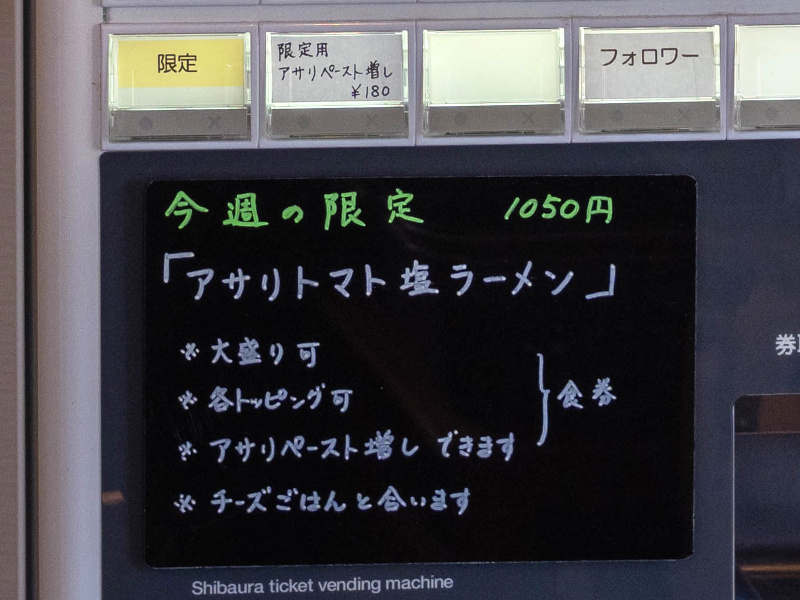 限定
限定用
アサリペースト増し
¥180
フォロワー
今週の限定 1050円
「アサリトマト塩ラーメン」
※大盛り可
※各トッピング可
※アサリペースト増しできます
食券
※チーズごはんと合います
Shibaura ticket vending machine